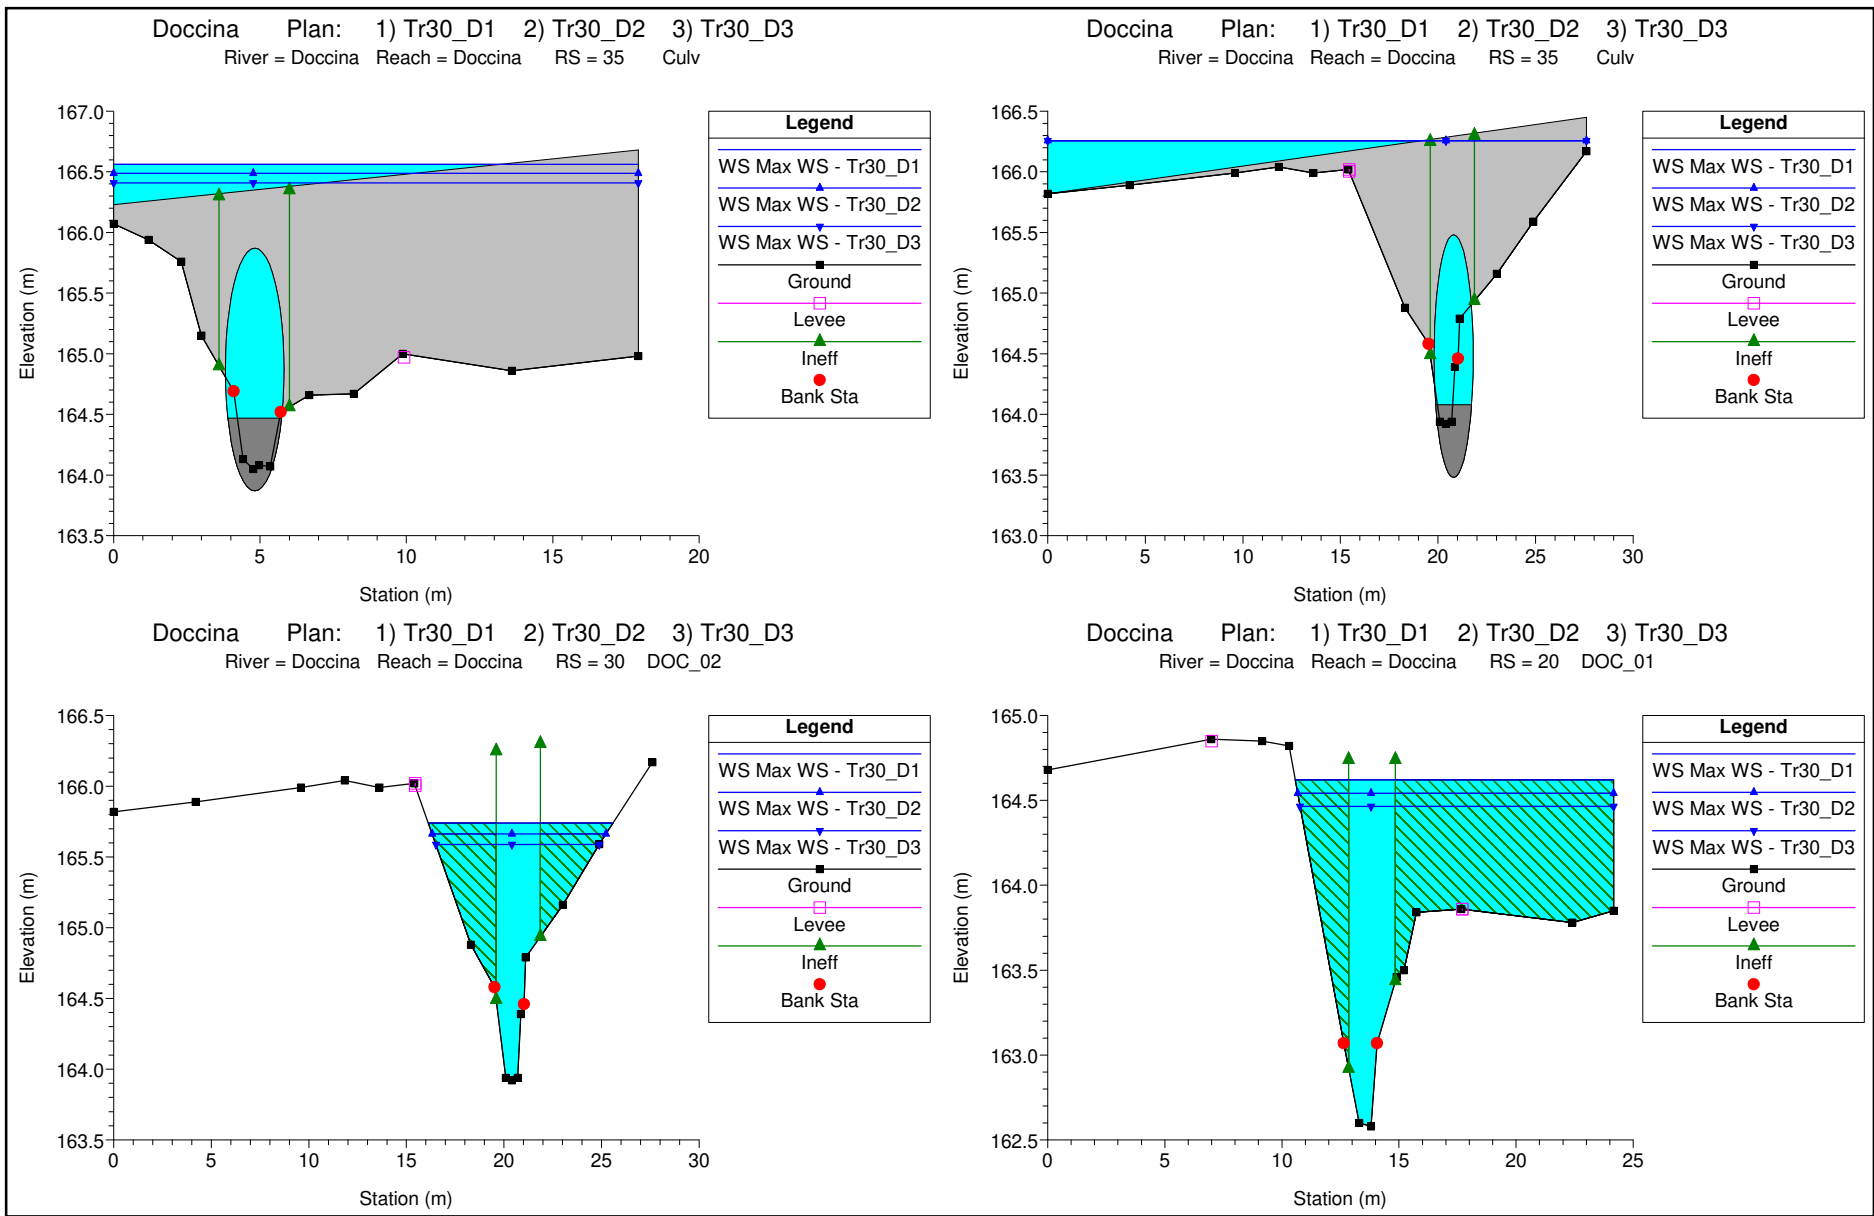 Doccina Plan: 1) Tr30_D1 2) Tr30_D2 3) Tr30_D3
River = Doccina Reach = Doccina RS = 35 Culv
Elevation (m)
167.0
166.5
166.0
165.5
165.0
164.5
164.0
163.5
0 5 10 15 20
Station (m)
Legend
WS Max WS - Tr30_D1
WS Max WS - Tr30_D2
WS Max WS - Tr30_D3
Ground
Levee
Ineff
Bank Sta
Doccina Plan: 1) Tr30_D1 2) Tr30_D2 3) Tr30_D3
River = Doccina Reach = Doccina RS = 35 Culv
Elevation (m)
166.5
166.0
165.5
165.0
164.5
164.0
163.5
163.0
0 5 10 15 20 25 30
Station (m)
Legend
WS Max WS - Tr30_D1
WS Max WS - Tr30_D2
WS Max WS - Tr30_D3
Ground
Levee
Ineff
Bank Sta
Doccina Plan: 1) Tr30_D1 2) Tr30_D2 3) Tr30_D3
River = Doccina Reach = Doccina RS = 30 DOC_02
Elevation (m)
166.5
166.0
165.5
165.0
164.5
164.0
163.5
0 5 10 15 20 25 30
Station (m)
Legend
WS Max WS - Tr30_D1
WS Max WS - Tr30_D2
WS Max WS - Tr30_D3
Ground
Levee
Ineff
Bank Sta
Doccina Plan: 1) Tr30_D1 2) Tr30_D2 3) Tr30_D3
River = Doccina Reach = Doccina RS = 20 DOC_01
Elevation (m)
165.0
164.5
164.0
163.5
163.0
162.5
0 5 10 15 20 25
Station (m)
Legend
WS Max WS - Tr30_D1
WS Max WS - Tr30_D2
WS Max WS - Tr30_D3
Ground
Levee
Ineff
Bank Sta